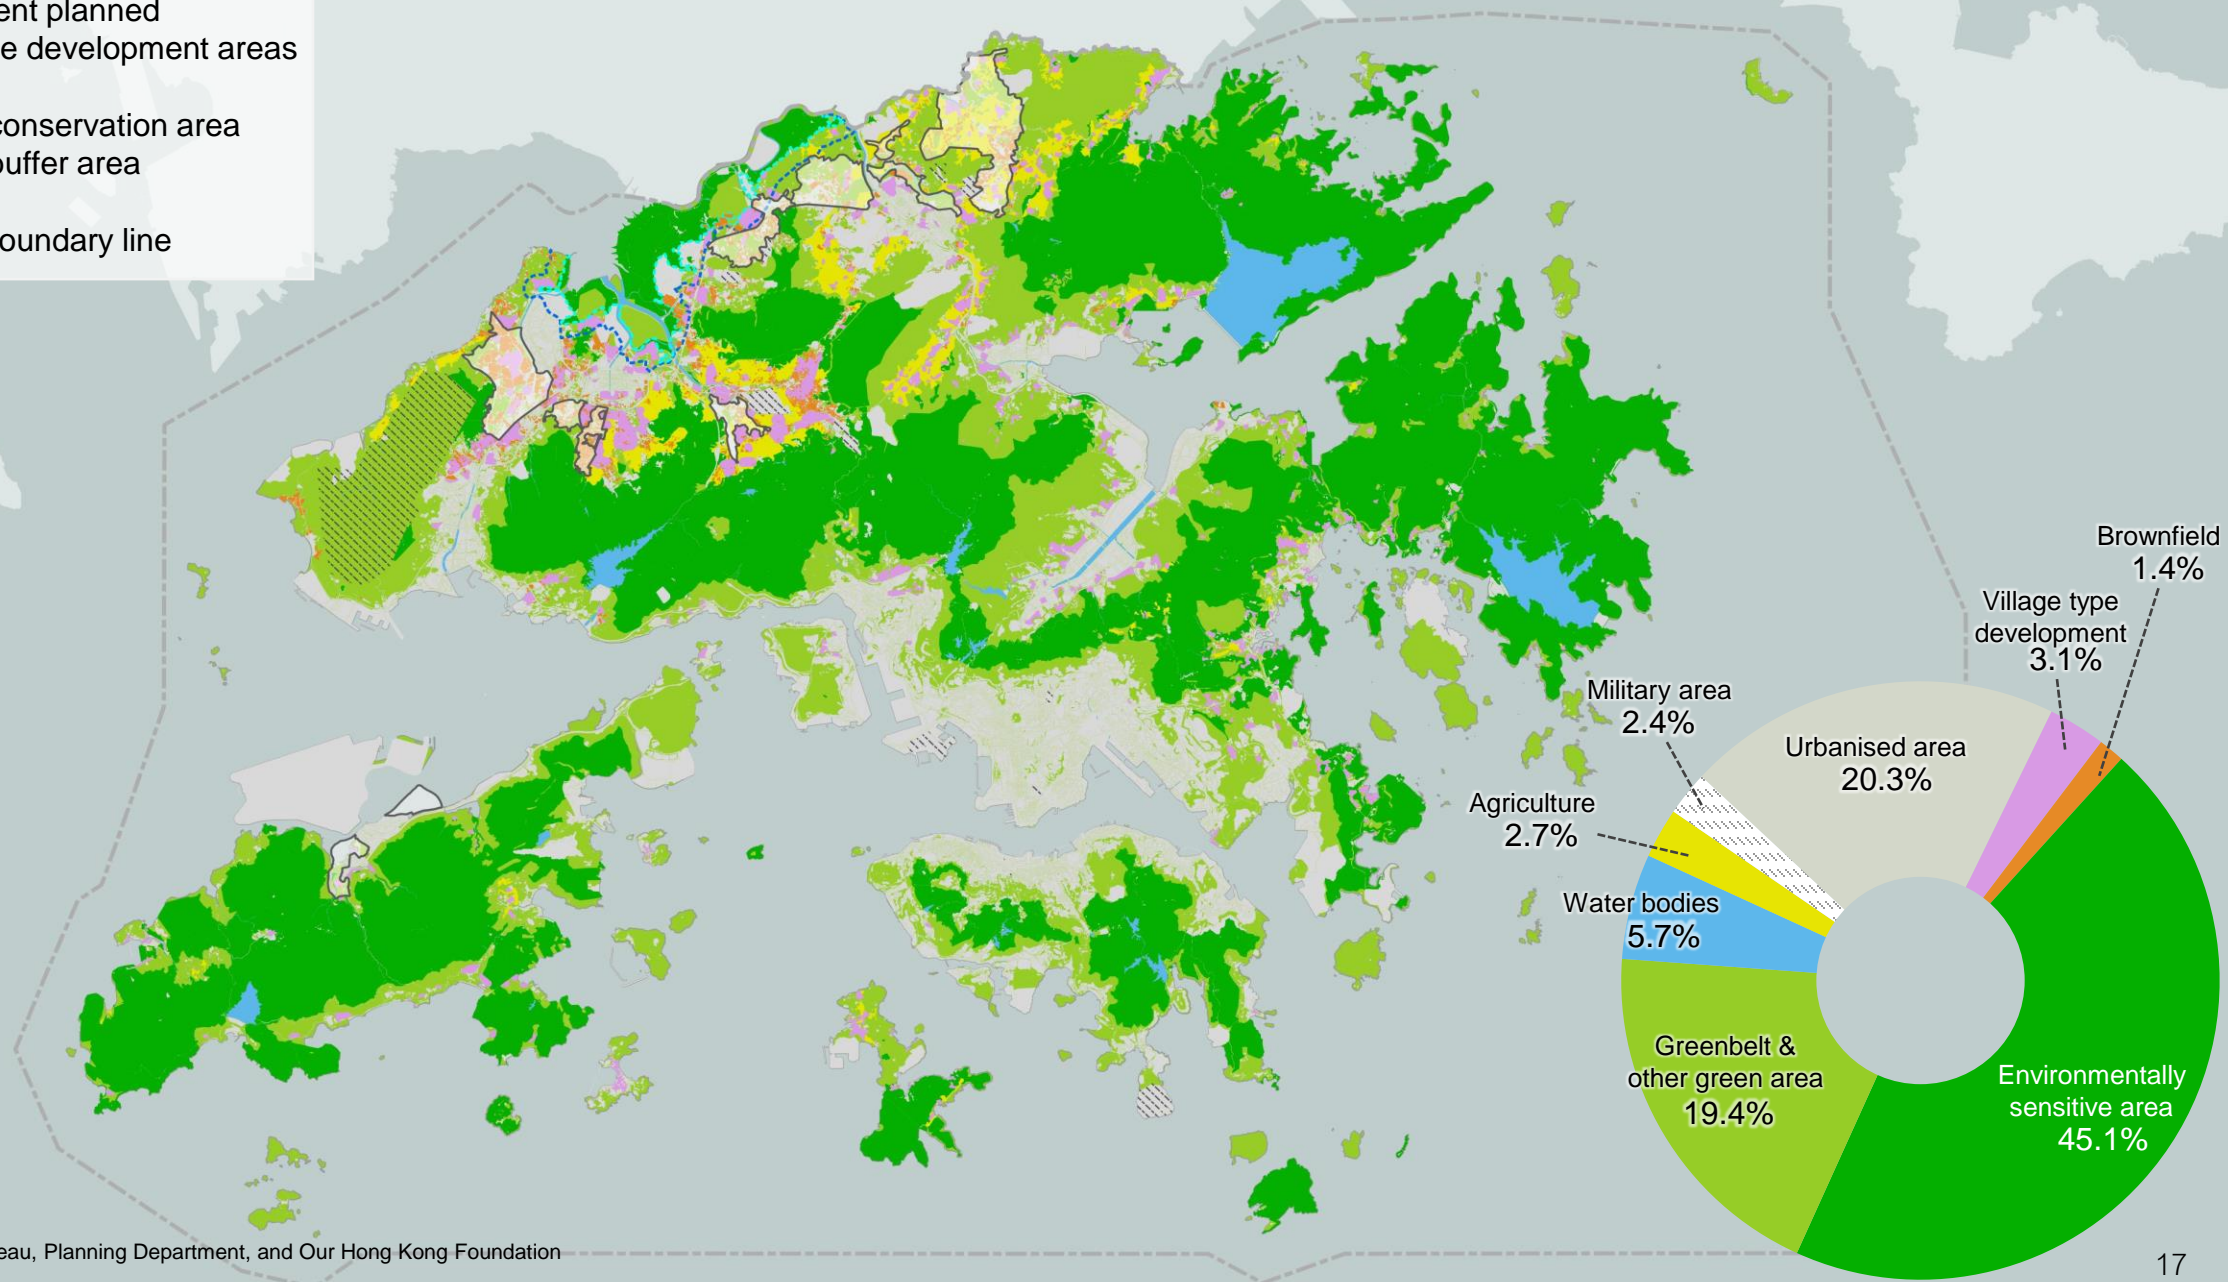 ent planned
e development areas
conservation area
buffer area
oundary line
Brownfield
1.4%
Village type
development
3.1%
Military area
2.4%
Urbanised area
20.3%
Agriculture
2.7%
Water bodies
5.7%
Greenbelt &
other green area
19.4%
Environmentally
sensitive area
45.1%
eau, Planning Department, and Our Hong Kong Foundation
17